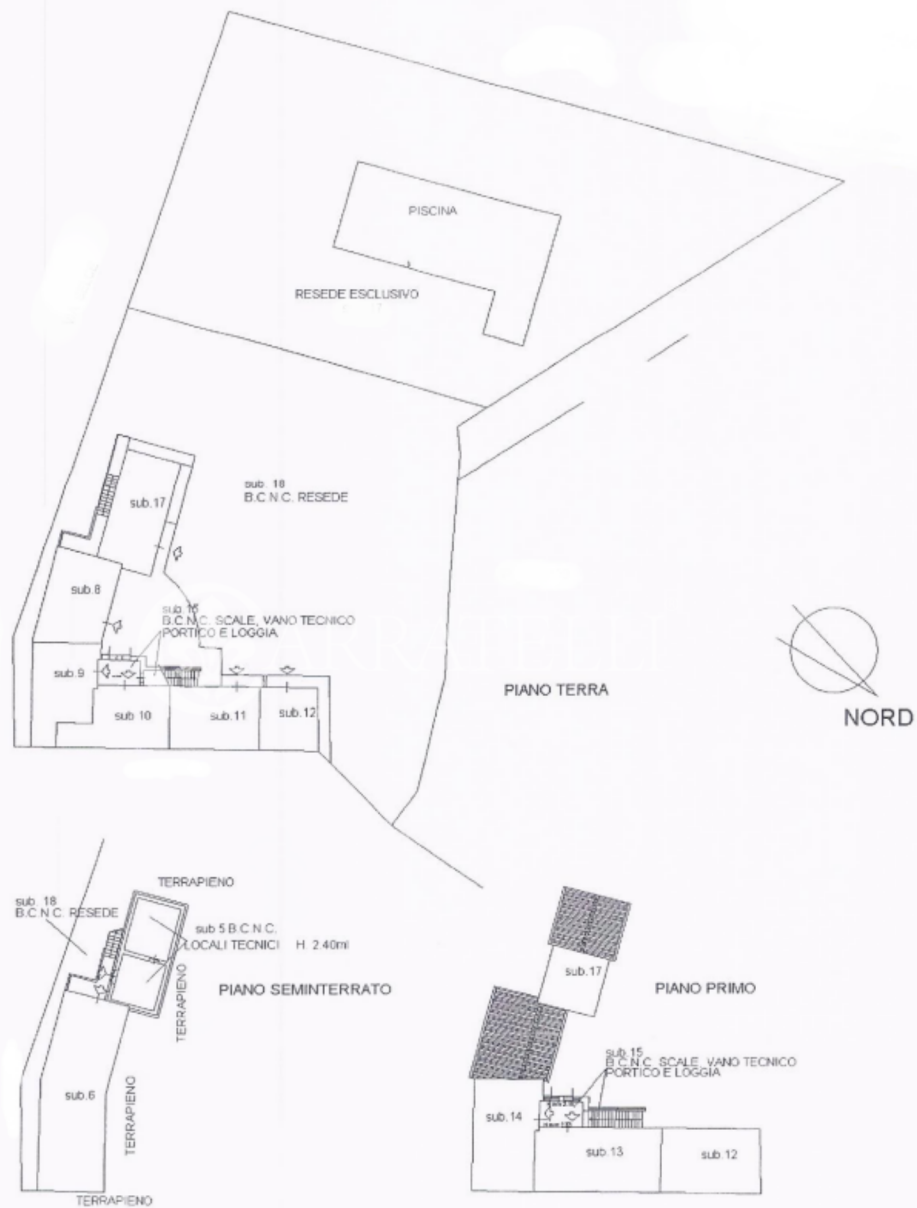 PISCINA
RESEDE ESCLUSIVO
sub. 18
B.C.N.C. RESEDE
sub.17
sub.8
sub.15
B.C.N.C. SCALE, VANO TECNICO
PORTICO E LOGGIA
sub.9
sub 10
sub.11
sub.12
PIANO TERRA
NORD
TERRAPIENO
sub. 18
B.C.N.C. RESEDE
sub 5 B.C.N.C.
LOCALI TECNICI H. 2.40ml
TERRAPIENO
PIANO SEMINTERRATO
sub.6
TERRAPIENO
TERRAPIENO
sub.17
PIANO PRIMO
sub.15
B.C.N.C. SCALE, VANO TECNICO
PORTICO E LOGGIA
sub.14
sub.13
sub.12